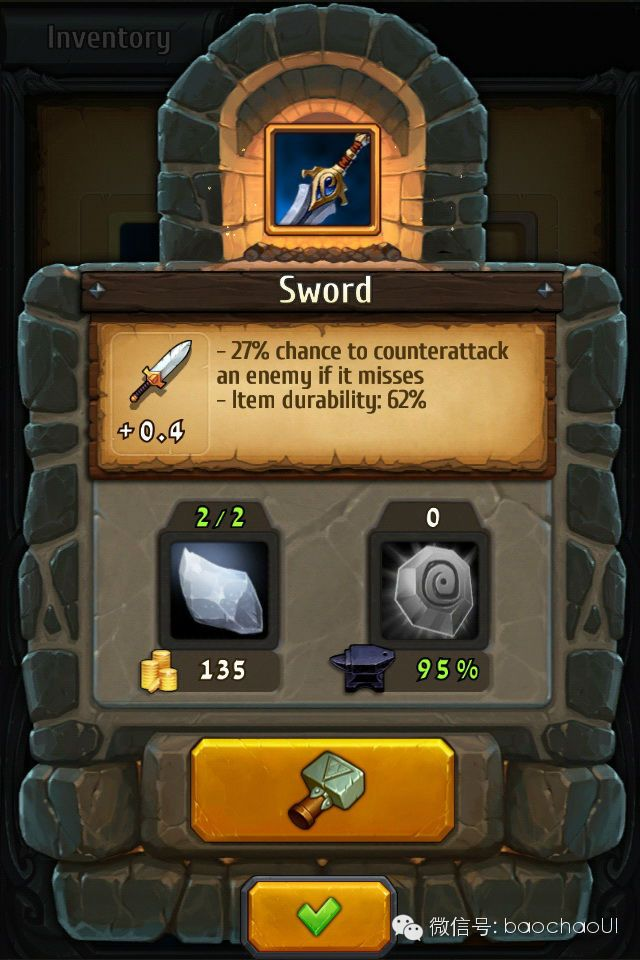 Inventory
Sword
- 27% chance to counterattack
an enemy if it misses
- Item durability: 62%
+0.4
2/2
0
135
95%
微信号: baochaoUI